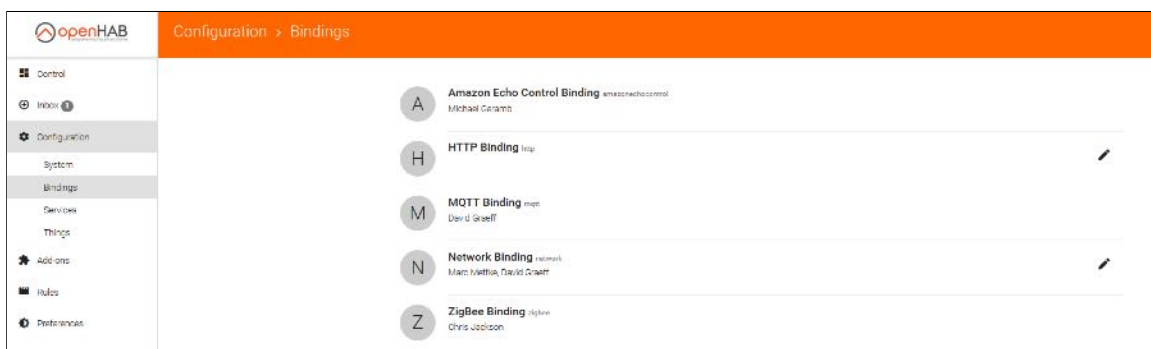 openHAB
Configuration > Bindings
Control
Inbox 1
Configuration
System
Bindings
Services
Things
Add-ons
Rules
Preferences
A
Amazon Echo Control Binding amazonechocontrol
Michael Geramb
H
HTTP Binding http
M
MQTT Binding mqtt
David Graeff
N
Network Binding network
Marc Mettke, David Graeff
Z
ZigBee Binding zigbee
Chris Jackson